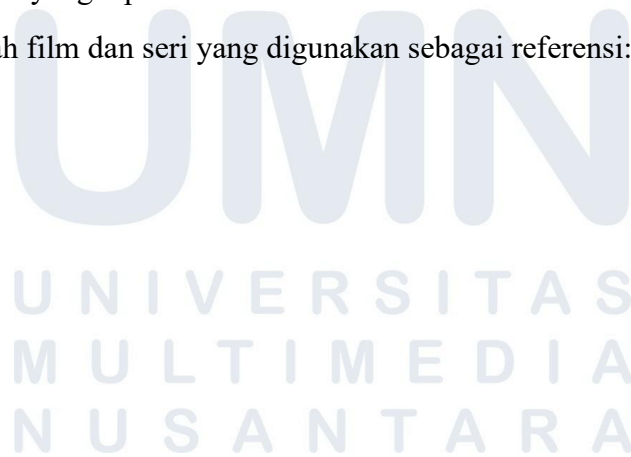 film dan seri yang digunakan sebagai referensi:
UMN
UNIVERSITAS
MULTIMEDIA
NUSANTARA